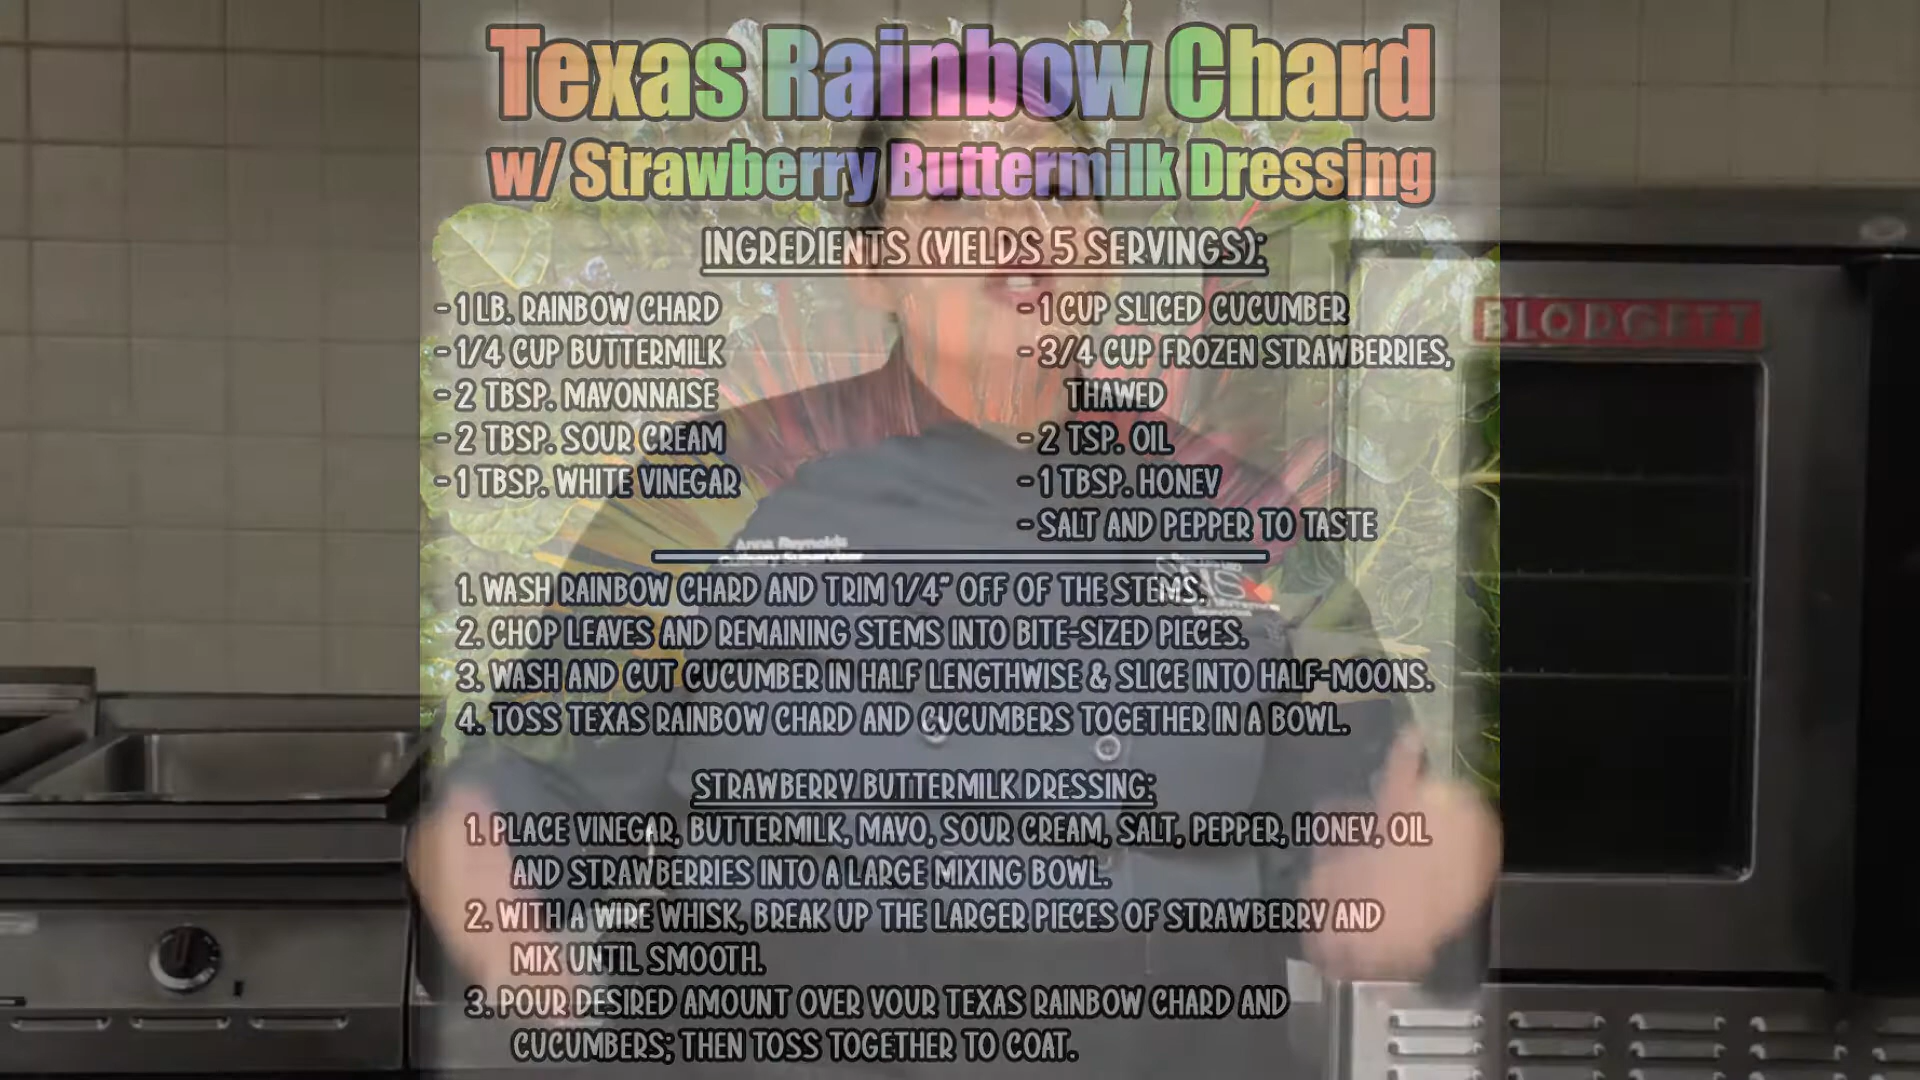 Texas Rainbow Chard
w/ Strawberry Buttermilk Dressing
INGREDIENTS (YIELDS 5 SERVINGS):
- 1 LB. RAINBOW CHARD
- 1/4 CUP BUTTERMILK
- 2 TBSP. MAYONNAISE
- 2 TBSP. SOUR CREAM
- 1 TBSP. WHITE VINEGAR
- 1 CUP SLICED CUCUMBER
- 3/4 CUP FROZEN STRAWBERRIES,
THAWED
- 2 TSP. OIL
- 1 TBSP. HONEY
- SALT AND PEPPER TO TASTE
1. WASH RAINBOW CHARD AND TRIM 1/4" OFF OF THE STEMS.
2. CHOP LEAVES AND REMAINING STEMS INTO BITE-SIZED PIECES.
3. WASH AND CUT CUCUMBER IN HALF LENGTHWISE & SLICE INTO HALF-MOONS.
4. TOSS TEXAS RAINBOW CHARD AND CUCUMBERS TOGETHER IN A BOWL.
STRAWBERRY BUTTERMILK DRESSING:
1. PLACE VINEGAR, BUTTERMILK, MAYO, SOUR CREAM, SALT, PEPPER, HONEY, OIL
AND STRAWBERRIES INTO A LARGE MIXING BOWL.
2. WITH A WIRE WHISK, BREAK UP THE LARGER PIECES OF STRAWBERRY AND
MIX UNTIL SMOOTH.
3. POUR DESIRED AMOUNT OVER YOUR TEXAS RAINBOW CHARD AND
CUCUMBERS; THEN TOSS TOGETHER TO COAT.
Anna Reynolds
Culinary Supervisor
BLODGETT